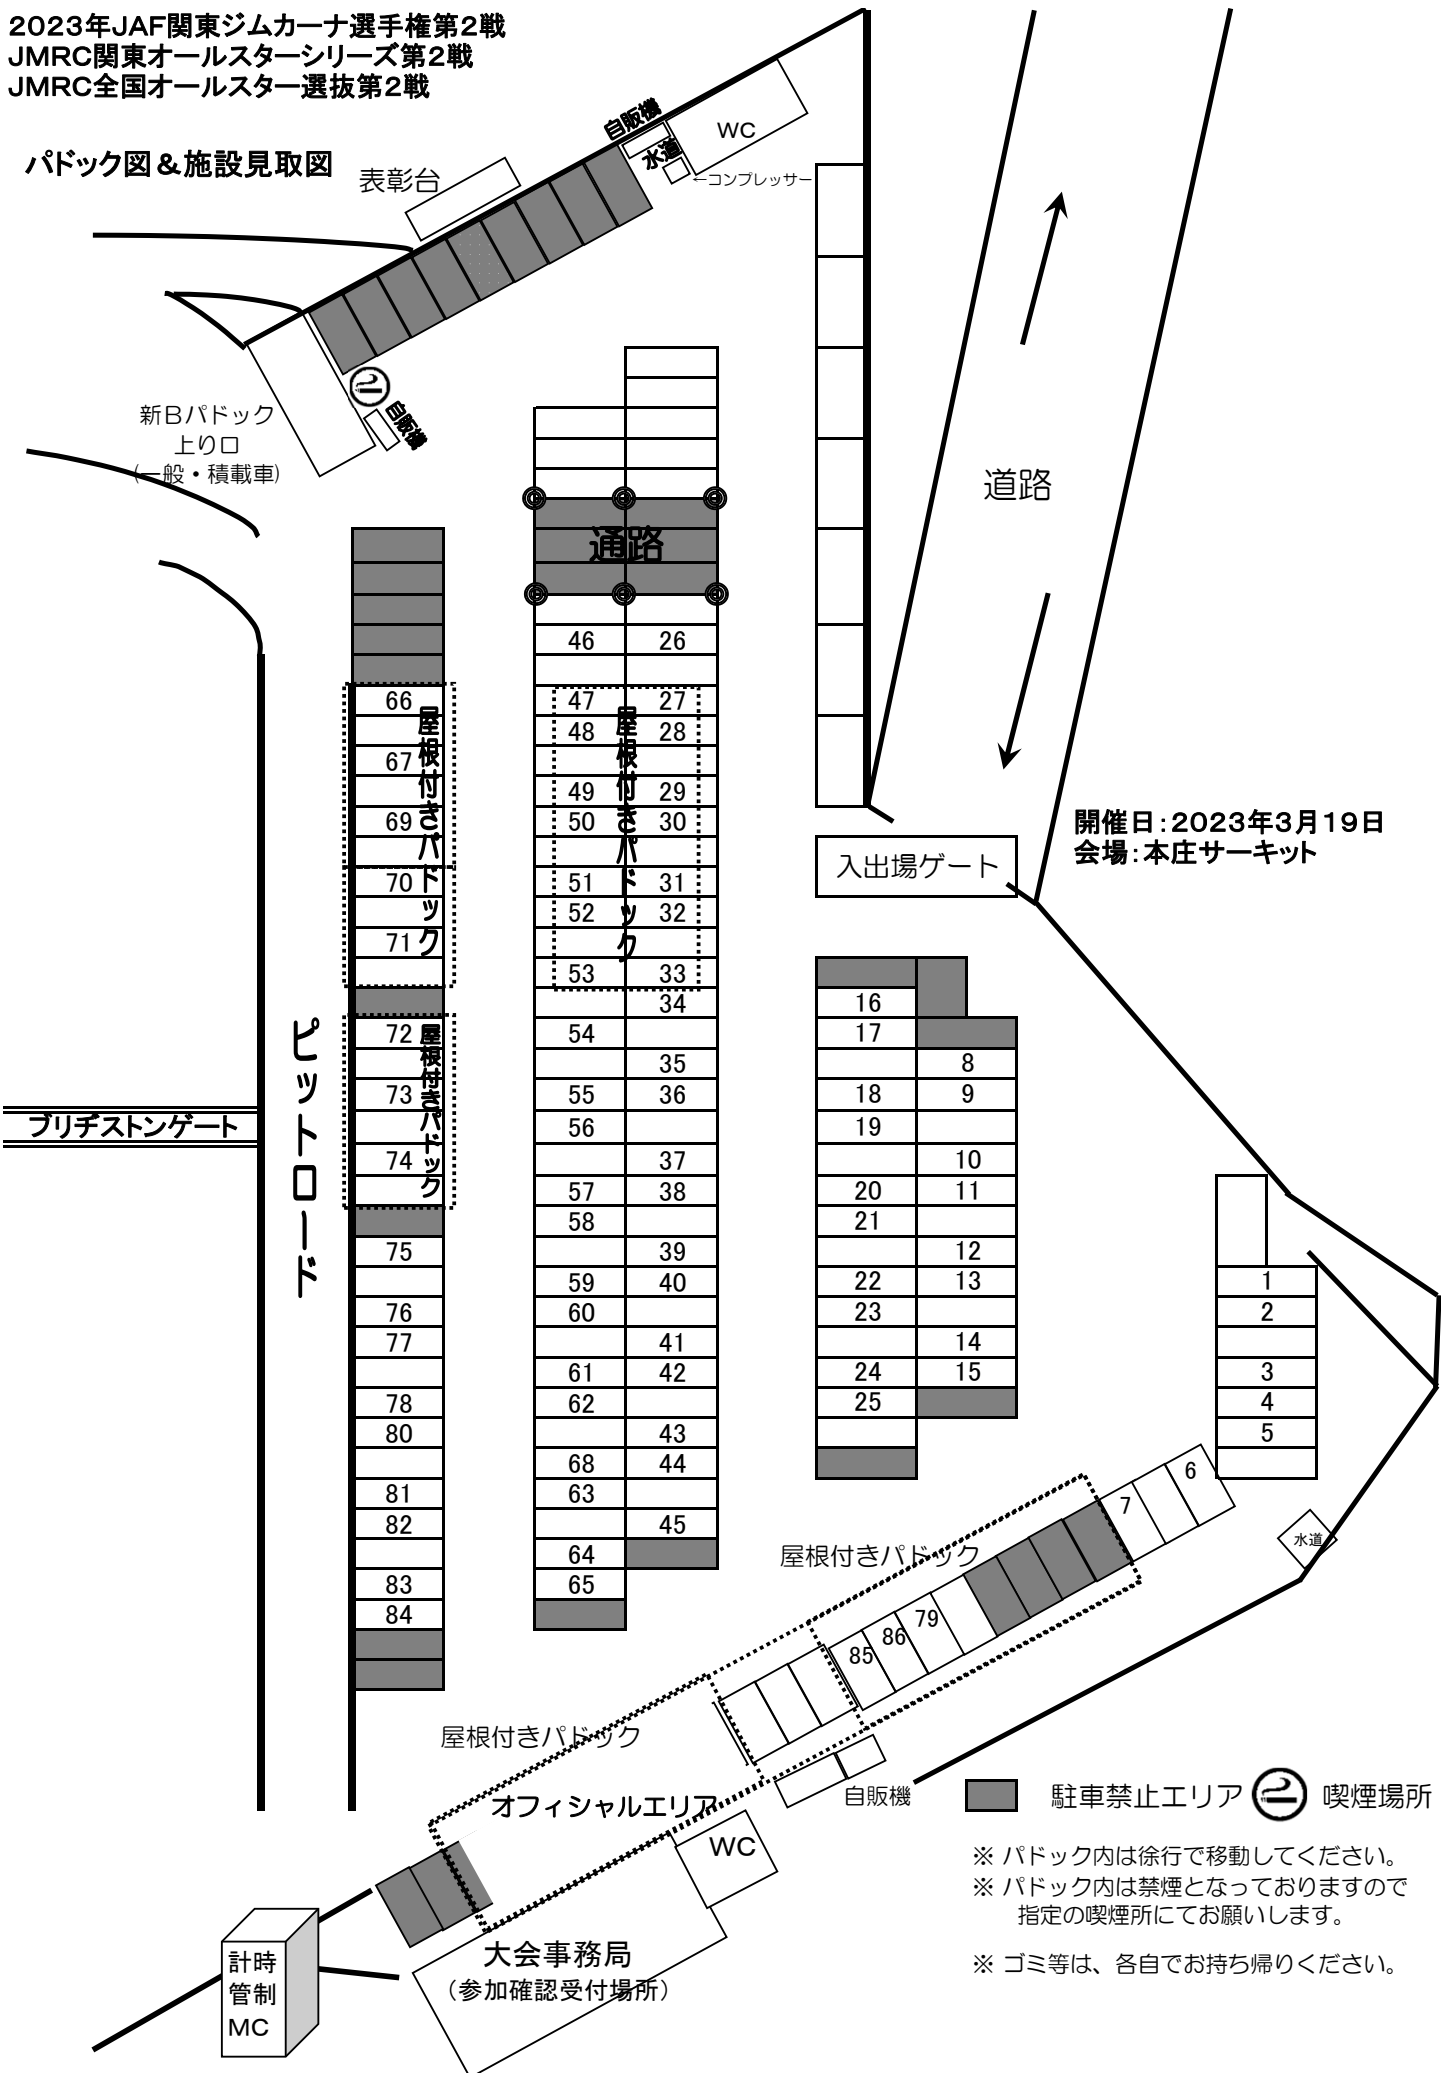 2023年JAF関東ジムカーナ選手権第2戦
JMRC関東オールスターシリーズ第2戦
JMRC全国オールスター選抜第2戦
パドック図＆施設見取図
表彰台
自販機
水道
WC
←コンプレッサー
新Bパドック
上り口
(一般・積載車)
自販機
道路
通路
46 26
66 47 27
48 28
67
49 29
69 50 30
70 51 31
52 32
71
53 33
屋根付きパドック
屋根付きパドック
開催日:2023年3月19日
会場:本庄サーキット
入出場ゲート
34 16
72 54 17
35 8
73 55 36 18 9
56 19
74 37 10
57 38 20 11
58 21
75 39 12
59 40 22 13 1
76 60 23 2
77 41 14
61 42 24 15 3
78 62 25 4
80 43 5
68 44
81 63
82 45
64
83 65
84
屋根付きパドック
ピットロード
ブリヂストンゲート
6
7
水道
屋根付きパドック
79
86
85
屋根付きパドック
オフィシャルエリア
自販機
WC
駐車禁止エリア
喫煙場所
※ パドック内は徐行で移動してください。
※ パドック内は禁煙となっておりますので
指定の喫煙所にてお願いします。
※ ゴミ等は、各自でお持ち帰りください。
大会事務局
(参加確認受付場所)
計時
管制
MC